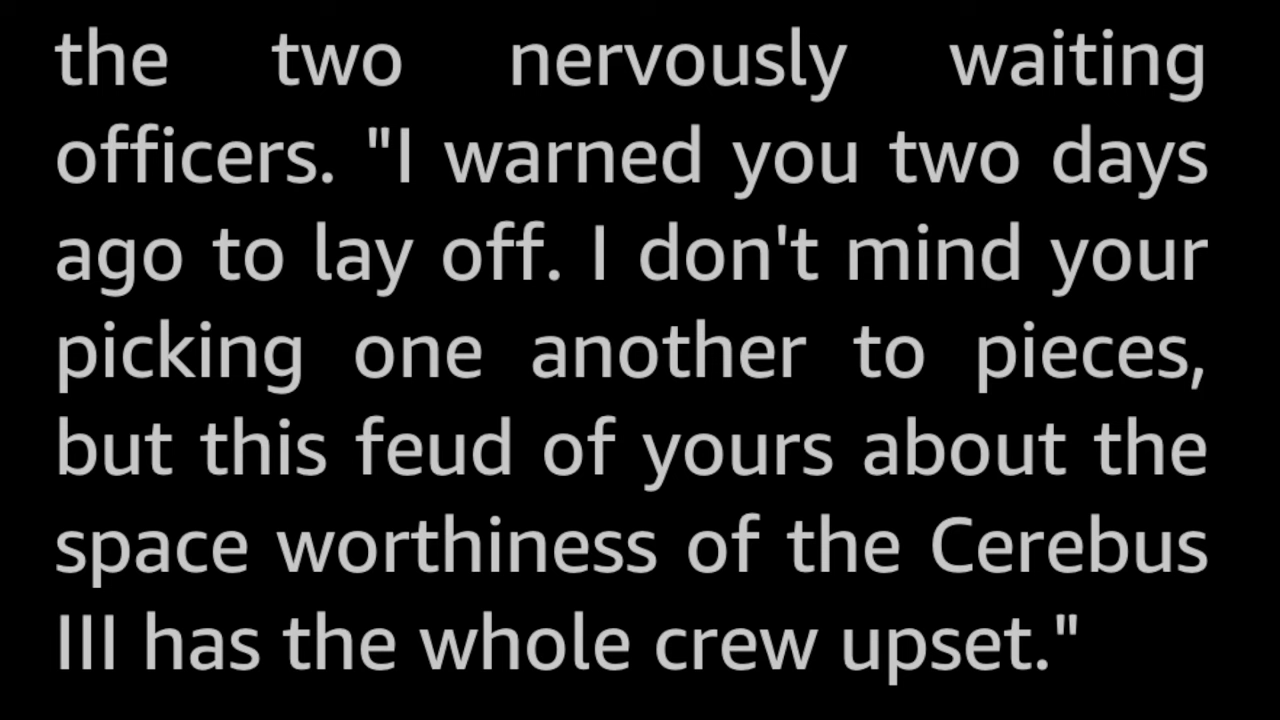 the two nervously waiting
officers. "I warned you two days
ago to lay off. I don't mind your
picking one another to pieces,
but this feud of yours about the
space worthiness of the Cerebus
III has the whole crew upset."